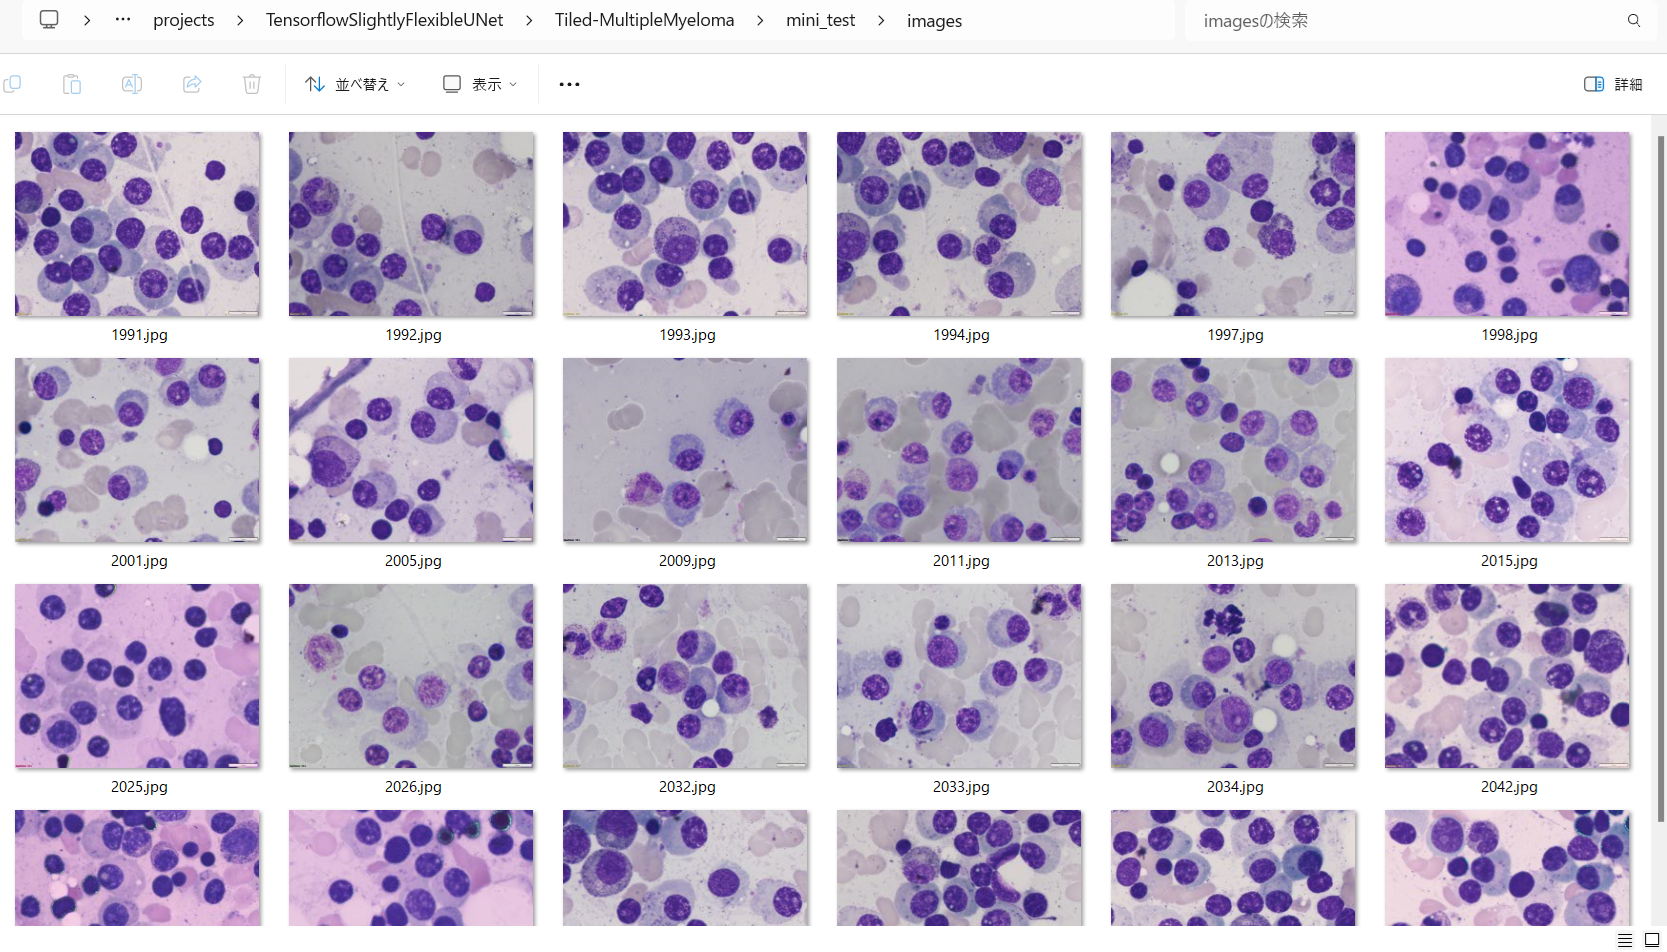 … projects > TensorflowSlightlyFlexibleUNet > Tiled-MultipleMyeloma > mini_test > images
imagesの検索
並べ替え 表示 … 詳細
1991.jpg 1992.jpg 1993.jpg 1994.jpg 1997.jpg 1998.jpg
2001.jpg 2005.jpg 2009.jpg 2011.jpg 2013.jpg 2015.jpg
2025.jpg 2026.jpg 2032.jpg 2033.jpg 2034.jpg 2042.jpg